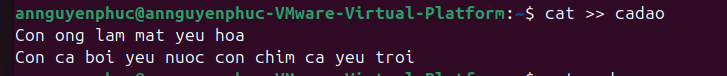 annguyenphuc@annguyenphuc-VMware-Virtual-Platform:~$ cat >> cadao
Con ong lam mat yeu hoa
Con ca boi yeu nuoc con chim ca yeu troi